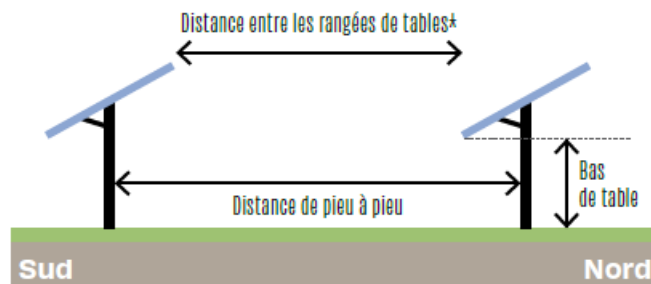 Distance entre les rangées de tables*
Distance de pieu à pieu
Bas
de table
Sud
Nord